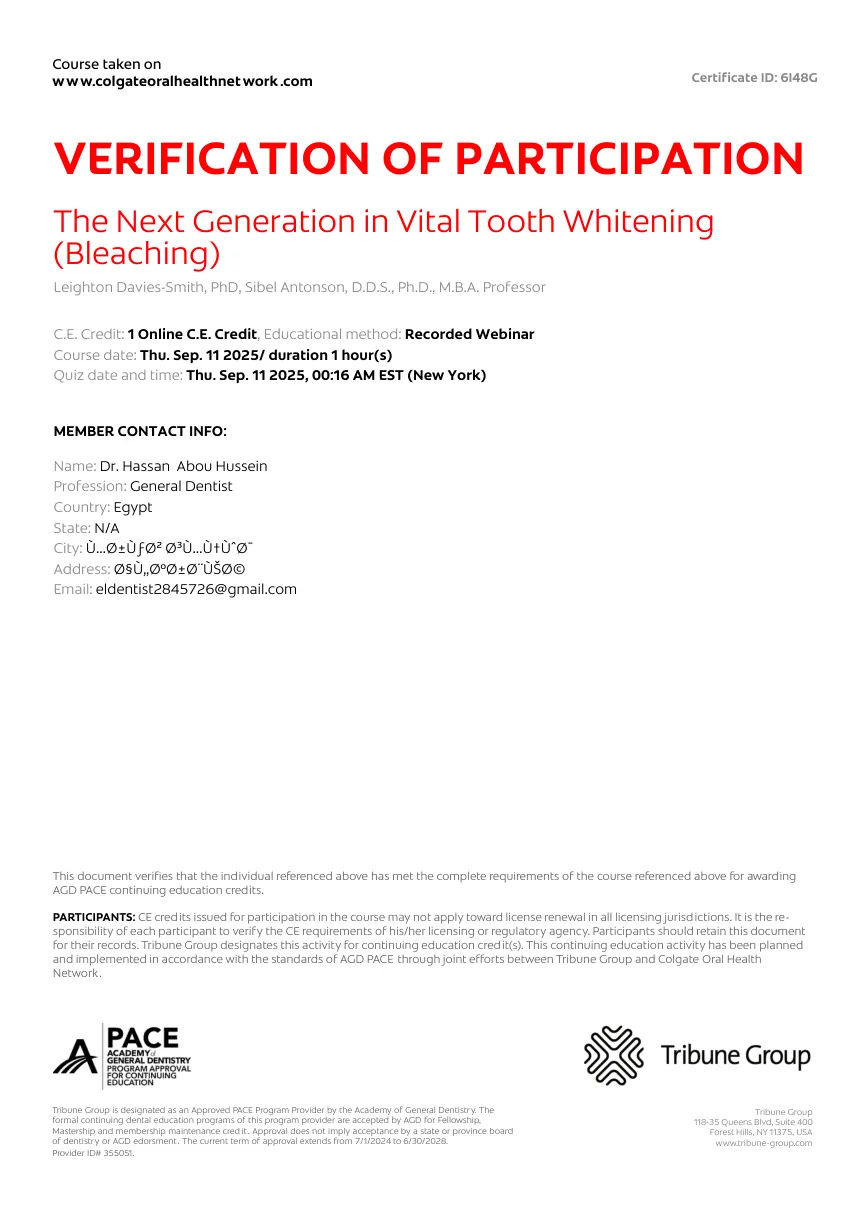 Course taken on
www.colgateoralhealthnetwork.com
Certificate ID: 6I48G
VERIFICATION OF PARTICIPATION
The Next Generation in Vital Tooth Whitening
(Bleaching)
Leighton Davies-Smith, PhD, Sibel Antonson, D.D.S., Ph.D., M.B.A. Professor
C.E. Credit: 1 Online C.E. Credit, Educational method: Recorded Webinar
Course date: Thu. Sep. 11 2025/ duration 1 hour(s)
Quiz date and time: Thu. Sep. 11 2025, 00:16 AM EST (New York)
MEMBER CONTACT INFO:
Name: Dr. Hassan Abou Hussein
Profession: General Dentist
Country: Egypt
State: N/A
City: Ù…Ø±ÙƒØ² Ø³Ù…Ù†ÙˆØ¯
Address: Ø§Ù„ØºØ±Ø¨ÙŠØ©
Email: eldentist2845726@gmail.com
This document verifies that the individual referenced above has met the complete requirements of the course referenced above for awarding
AGD PACE continuing education credits.
PARTICIPANTS: CE credits issued for participation in the course may not apply toward license renewal in all licensing jurisdictions. It is the re-
sponsibility of each participant to verify the CE requirements of his/her licensing or regulatory agency. Participants should retain this document
for their records. Tribune Group designates this activity for continuing education credit(s). This continuing education activity has been planned
and implemented in accordance with the standards of AGD PACE through joint efforts between Tribune Group and Colgate Oral Health
Network.
PACE
ACADEMY of
GENERAL DENTISTRY
PROGRAM APPROVAL
FOR CONTINUING
EDUCATION
Tribune Group
Tribune Group is designated as an Approved PACE Program Provider by the Academy of General Dentistry. The
formal continuing dental education programs of this program provider are accepted by AGD for Fellowship,
Mastership and membership maintenance credit. Approval does not imply acceptance by a state or province board
of dentistry or AGD edorsment. The current term of approval extends from 7/1/2024 to 6/30/2028.
Provider ID# 355051.
Tribune Group
118-35 Queens Blvd, Suite 400
Forest Hills, NY 11375, USA
www.tribune-group.com